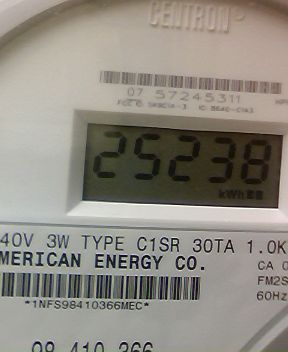 CENTRON®
07 57245311
25238
kWh
40V 3W TYPE C1SR 30TA 1.0K
MERICAN ENERGY CO.
CA 0
FM2S
60Hz
*1NFS98410366MEC*
98 410 366